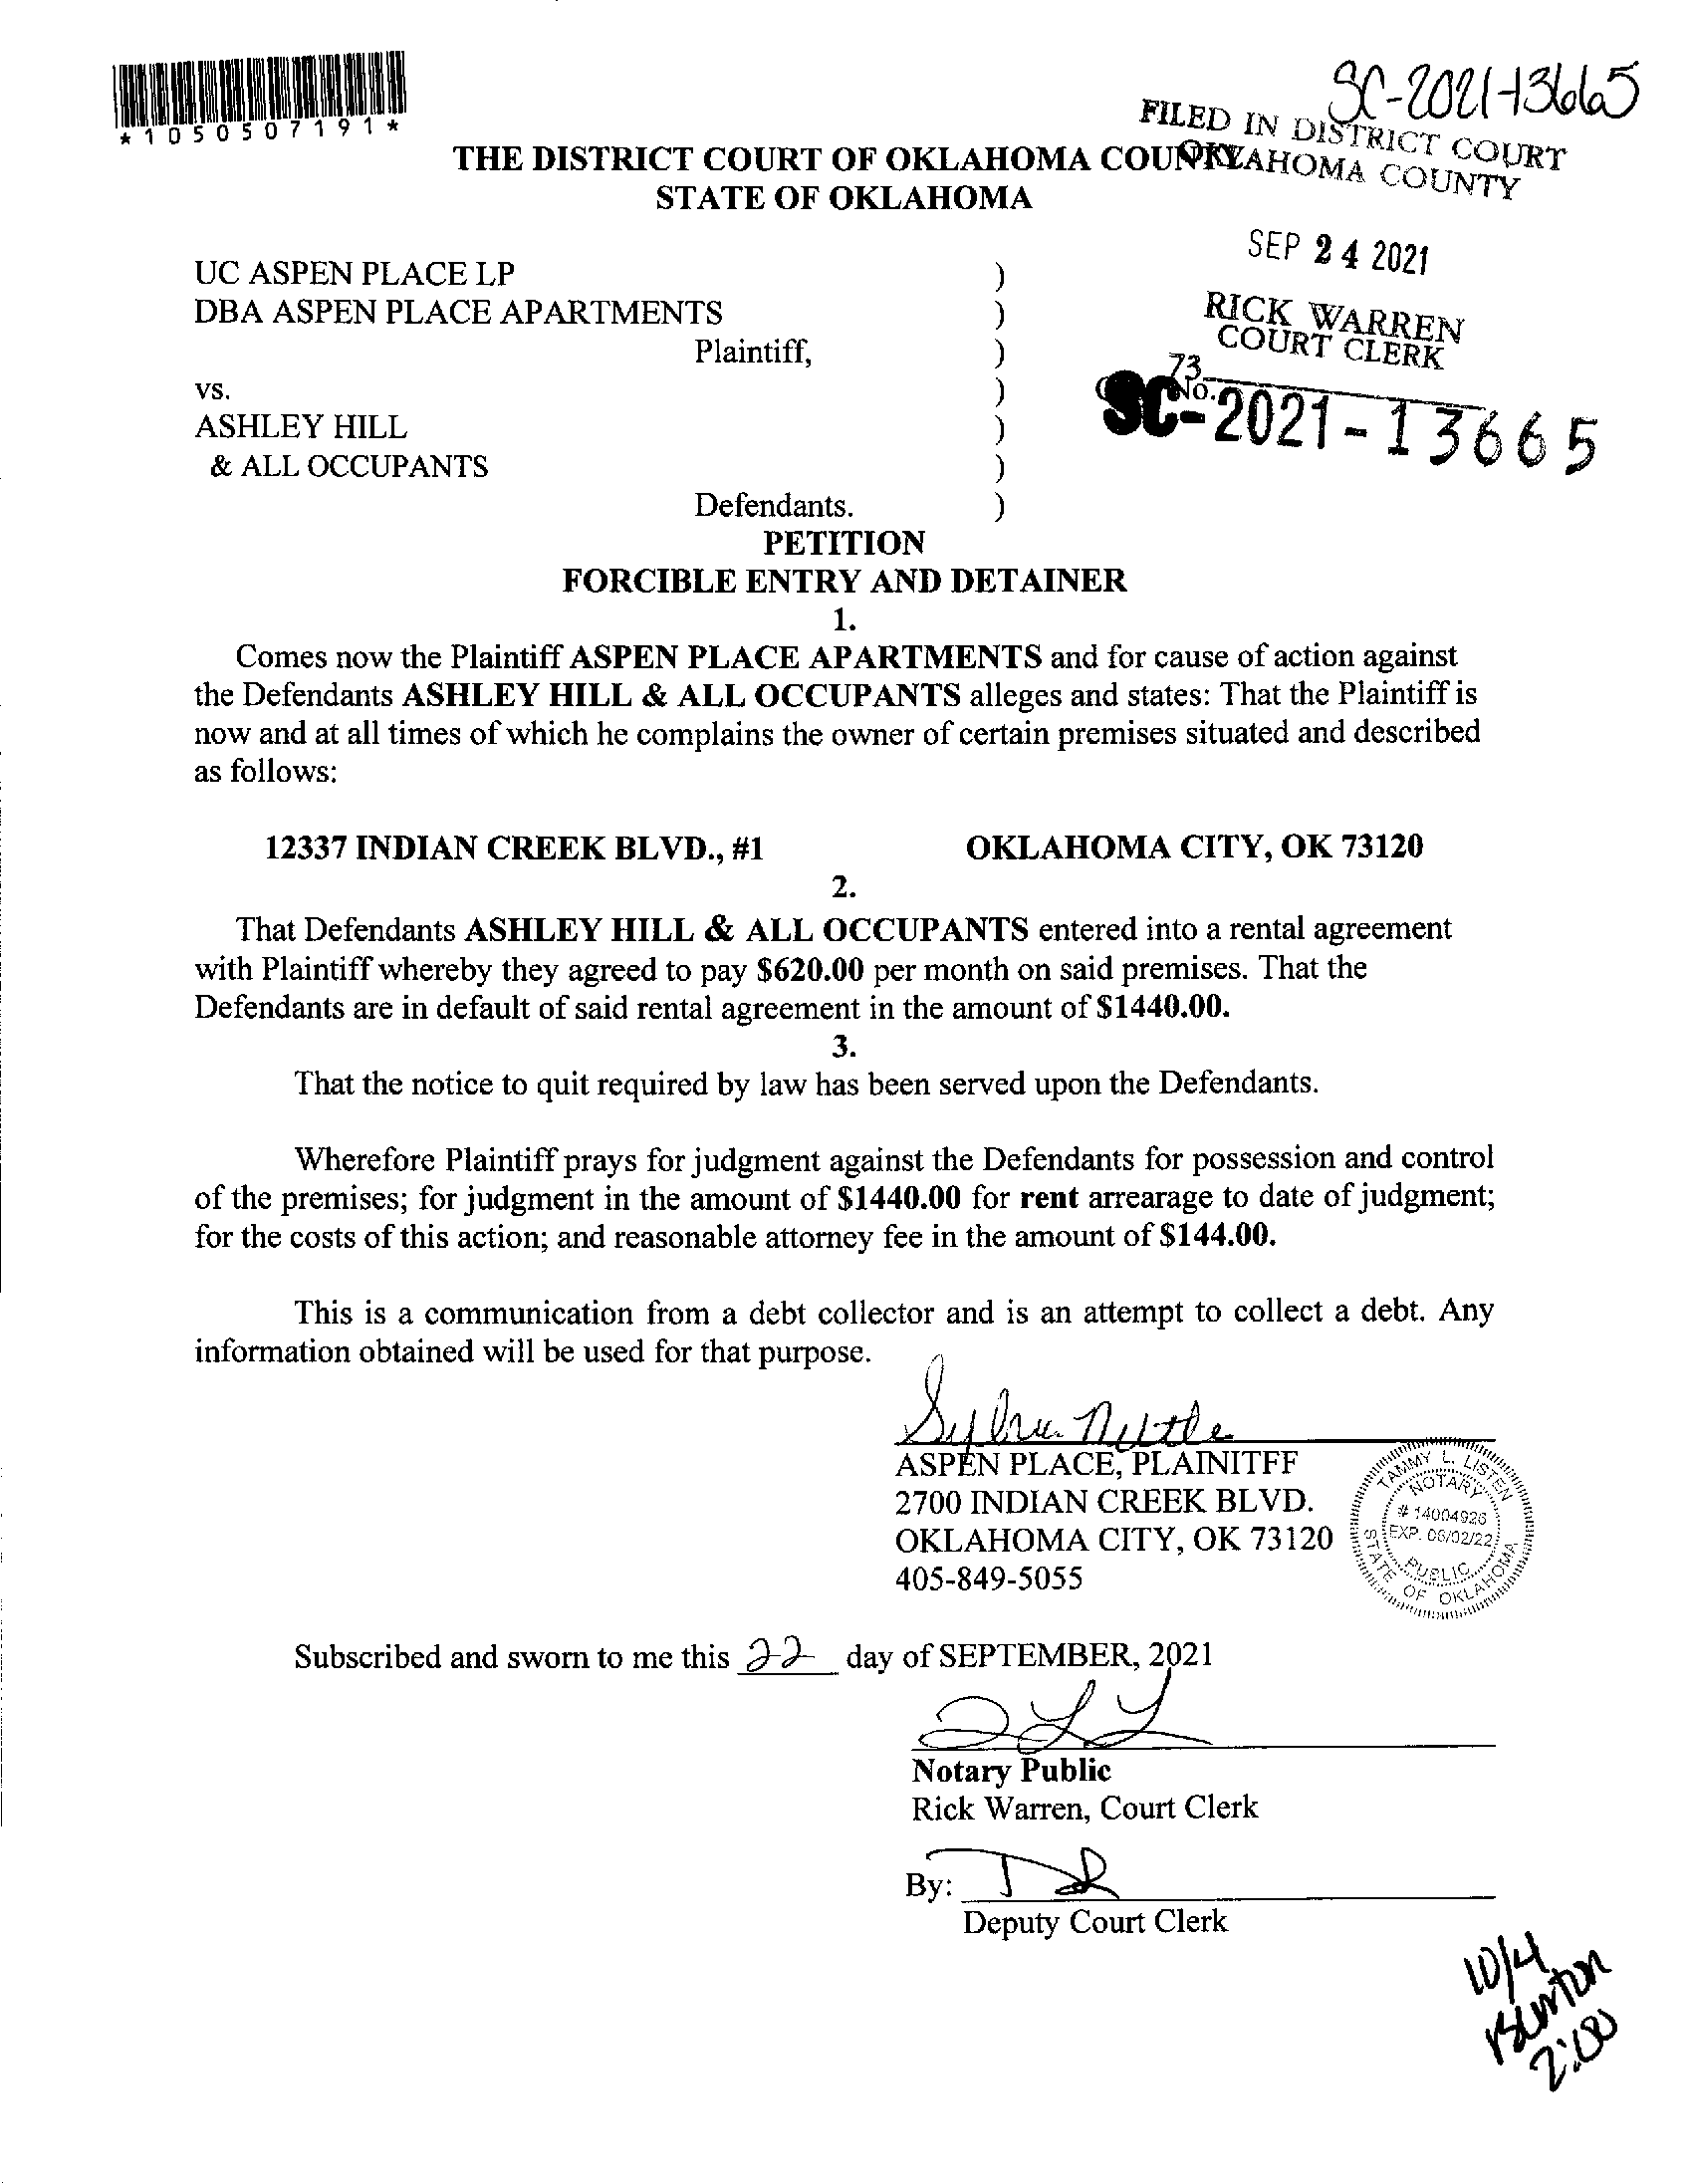 SC-2021-13665
*1050507191*
FILED IN DISTRICT COURT
OKLAHOMA COUNTY
THE DISTRICT COURT OF OKLAHOMA COUNTY
STATE OF OKLAHOMA
SEP 24 2021
UC ASPEN PLACE LP )
DBA ASPEN PLACE APARTMENTS )
RICK WARREN
COURT CLERK
Plaintiff, )
73
vs. )
SC-2021-13665
ASHLEY HILL )
& ALL OCCUPANTS )
Defendants. )
PETITION
FORCIBLE ENTRY AND DETAINER
1.
Comes now the Plaintiff ASPEN PLACE APARTMENTS and for cause of action against
the Defendants ASHLEY HILL & ALL OCCUPANTS alleges and states: That the Plaintiff is
now and at all times of which he complains the owner of certain premises situated and described
as follows:
12337 INDIAN CREEK BLVD., #1 OKLAHOMA CITY, OK 73120
2.
That Defendants ASHLEY HILL & ALL OCCUPANTS entered into a rental agreement
with Plaintiff whereby they agreed to pay $620.00 per month on said premises. That the
Defendants are in default of said rental agreement in the amount of $1440.00.
3.
That the notice to quit required by law has been served upon the Defendants.
Wherefore Plaintiff prays for judgment against the Defendants for possession and control
of the premises; for judgment in the amount of $1440.00 for rent arrearage to date of judgment;
for the costs of this action; and reasonable attorney fee in the amount of $144.00.
This is a communication from a debt collector and is an attempt to collect a debt. Any
information obtained will be used for that purpose.
ASPEN PLACE, PLAINITFF
2700 INDIAN CREEK BLVD.
OKLAHOMA CITY, OK 73120
405-849-5055
TAMMY L. LISTEN
NOTARY
# 14004926
EXP. 06/02/22
PUBLIC
STATE OF OKLAHOMA
Subscribed and sworn to me this 22 day of SEPTEMBER, 2021
Notary Public
Rick Warren, Court Clerk
By:
Deputy Court Clerk
10/4
Burton
2:00